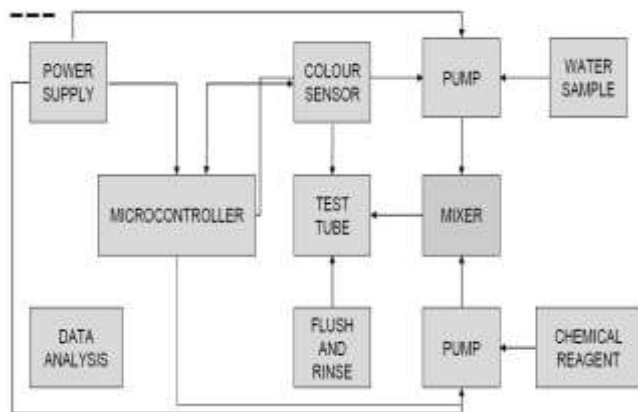 POWER
SUPPLY
COLOUR
SENSOR
PUMP
WATER
SAMPLE
MICROCONTROLLER
TEST
TUBE
MIXER
DATA
ANALYSIS
FLUSH
AND
RINSE
PUMP
CHEMICAL
REAGENT